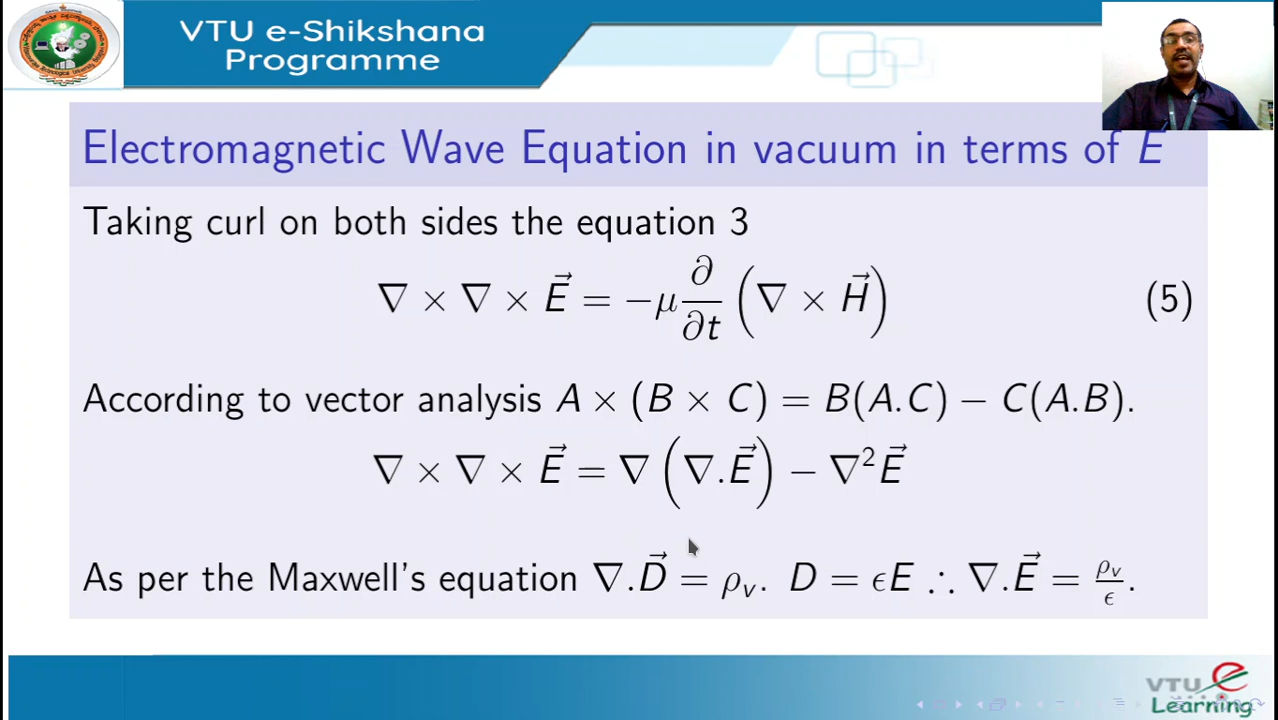 VTU e-Shikshana
Programme
Electromagnetic Wave Equation in vacuum in terms of E
Taking curl on both sides the equation 3
∇ × ∇ × E⃗ = −μ ∂/∂t (∇ × H⃗) (5)
According to vector analysis A × (B × C) = B(A.C) − C(A.B).
∇ × ∇ × E⃗ = ∇(∇.E⃗) − ∇²E⃗
As per the Maxwell's equation ∇.D⃗ = ρᵥ. D = ϵE ∴ ∇.E⃗ = ρᵥ/ϵ.
VTU
Learning